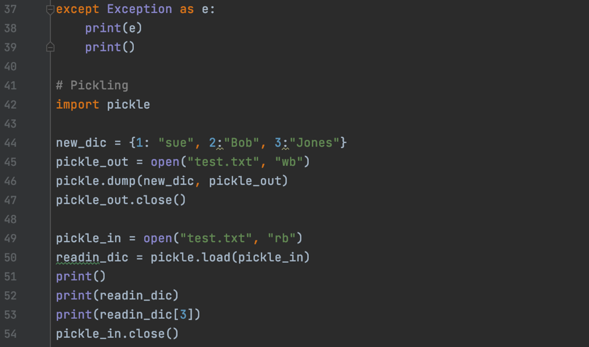 37 except Exception as e:
38     print(e)
39     print()
40
41 # Pickling
42 import pickle
43
44 new_dic = {1: "sue", 2:"Bob", 3:"Jones"}
45 pickle_out = open("test.txt", "wb")
46 pickle.dump(new_dic, pickle_out)
47 pickle_out.close()
48
49 pickle_in = open("test.txt", "rb")
50 readin_dic = pickle.load(pickle_in)
51 print()
52 print(readin_dic)
53 print(readin_dic[3])
54 pickle_in.close()